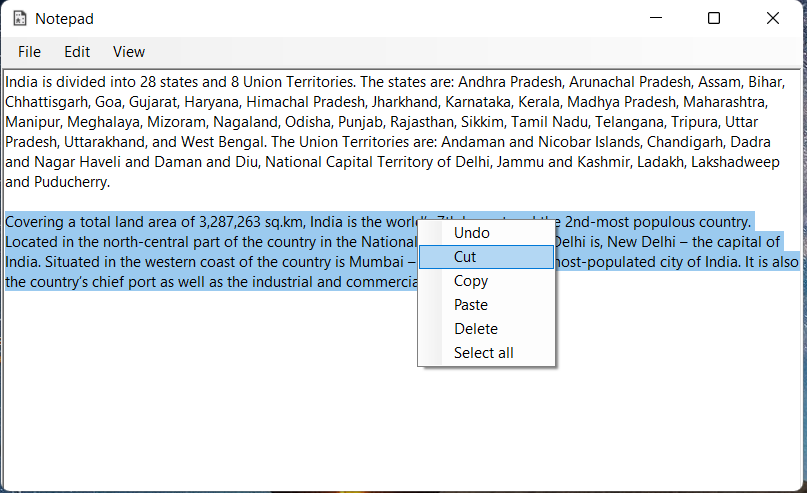 Notepad
File Edit View
India is divided into 28 states and 8 Union Territories. The states are: Andhra Pradesh, Arunachal Pradesh, Assam, Bihar,
Chhattisgarh, Goa, Gujarat, Haryana, Himachal Pradesh, Jharkhand, Karnataka, Kerala, Madhya Pradesh, Maharashtra,
Manipur, Meghalaya, Mizoram, Nagaland, Odisha, Punjab, Rajasthan, Sikkim, Tamil Nadu, Telangana, Tripura, Uttar
Pradesh, Uttarakhand, and West Bengal. The Union Territories are: Andaman and Nicobar Islands, Chandigarh, Dadra
and Nagar Haveli and Daman and Diu, National Capital Territory of Delhi, Jammu and Kashmir, Ladakh, Lakshadweep
and Puducherry.
Covering a total land area of 3,287,263 sq.km, India is the world's 2nd-most populous country.
Located in the north-central part of the country in the National Delhi is, New Delhi – the capital of
India. Situated in the western coast of the country is Mumbai – most-populated city of India. It is also
the country's chief port as well as the industrial and
Undo
Cut
Copy
Paste
Delete
Select all